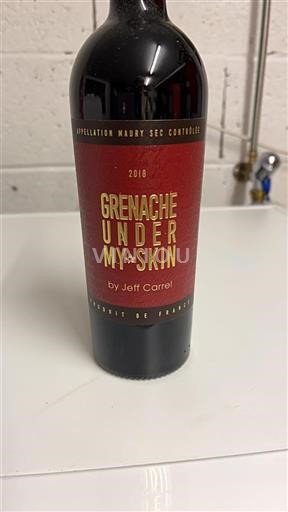 APPELLATION MAURY SEC CONTRÔLÉE
2018
GRENACHE
UNDER
MY SKIN
by Jeff Carrel
PRODUIT DE FRANCE